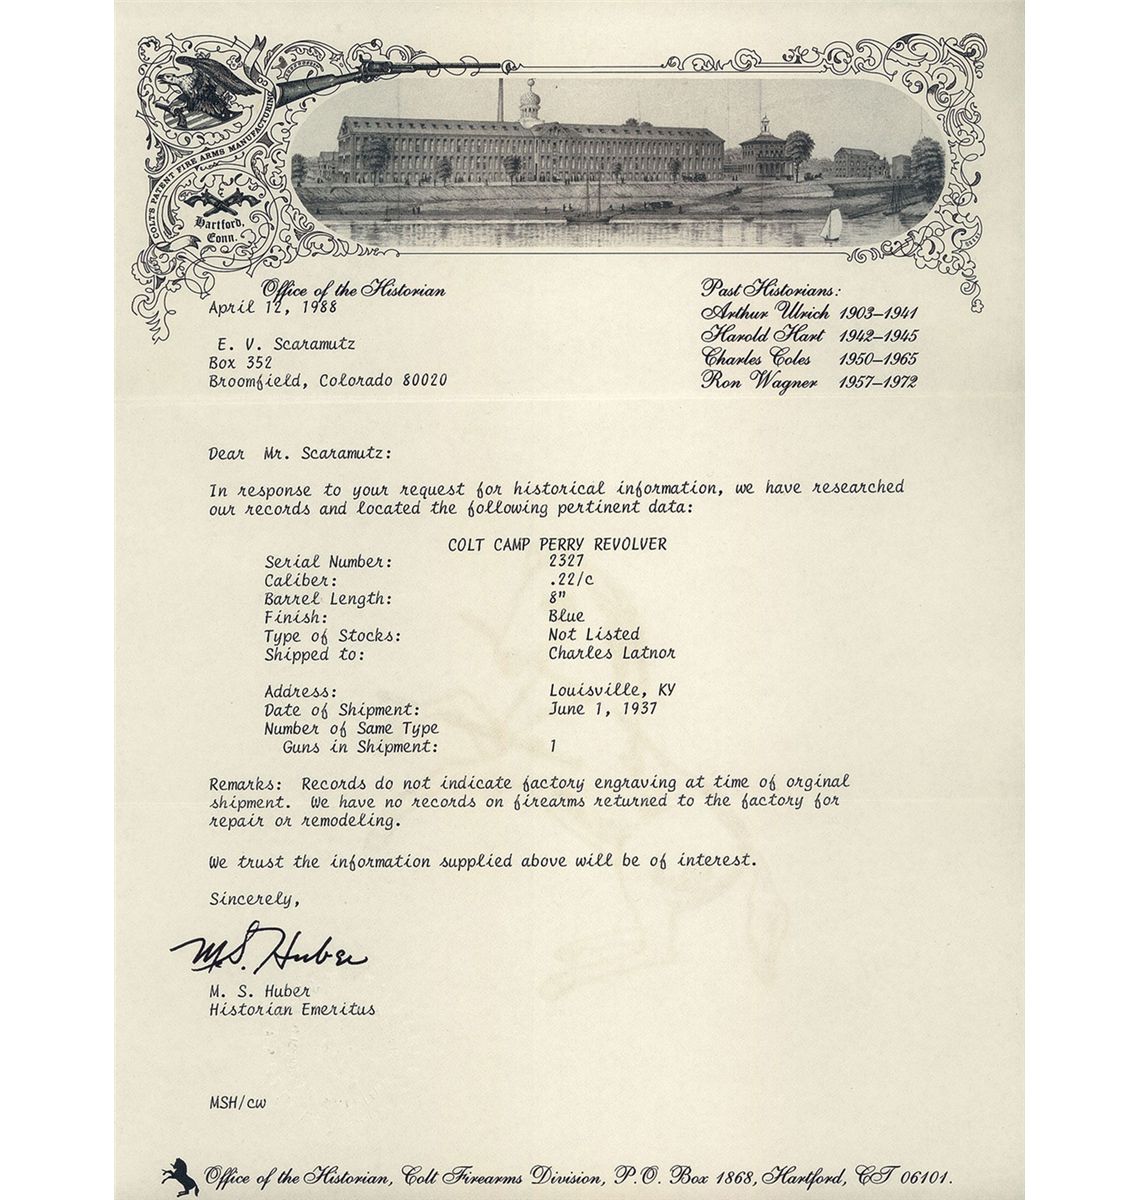 COLT'S PATENT FIRE ARMS MANUFACTURING CO
Hartford,
Conn.
Office of the Historian
April 12, 1988
Past Historians:
Arthur Ulrich 1903–1941
Harold Hart 1942–1945
Charles Coles 1950–1965
Ron Wagner 1957–1972
E. V. Scaramutz
Box 352
Broomfield, Colorado 80020
Dear Mr. Scaramutz:
In response to your request for historical information, we have researched
our records and located the following pertinent data:
COLT CAMP PERRY REVOLVER
Serial Number: 2327
Caliber: .22/c
Barrel Length: 8"
Finish: Blue
Type of Stocks: Not Listed
Shipped to: Charles Latnor
Address: Louisville, KY
Date of Shipment: June 1, 1937
Number of Same Type
Guns in Shipment: 1
Remarks: Records do not indicate factory engraving at time of orginal
shipment. We have no records on firearms returned to the factory for
repair or remodeling.
We trust the information supplied above will be of interest.
Sincerely,
M.S. Huber
M. S. Huber
Historian Emeritus
MSH/cw
Office of the Historian, Colt Firearms Division, P.O. Box 1868, Hartford, CT 06101.